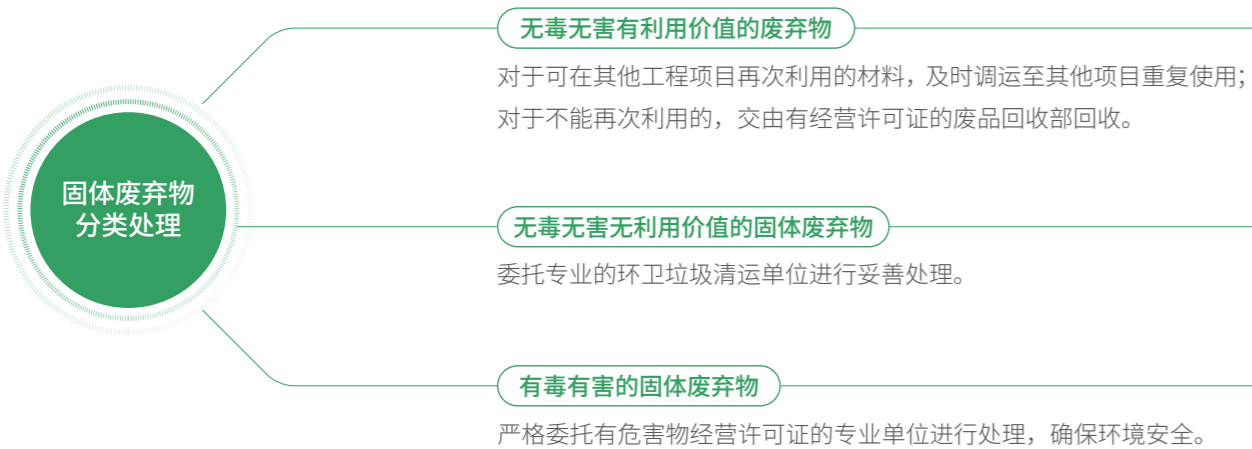 固体废弃物
分类处理
无毒无害有利用价值的废弃物
对于可在其他工程项目再次利用的材料，及时调运至其他项目重复使用；
对于不能再次利用的，交由有经营许可证的废品回收部回收。
无毒无害无利用价值的固体废弃物
委托专业的环卫垃圾清运单位进行妥善处理。
有毒有害的固体废弃物
严格委托有危害物经营许可证的专业单位进行处理，确保环境安全。